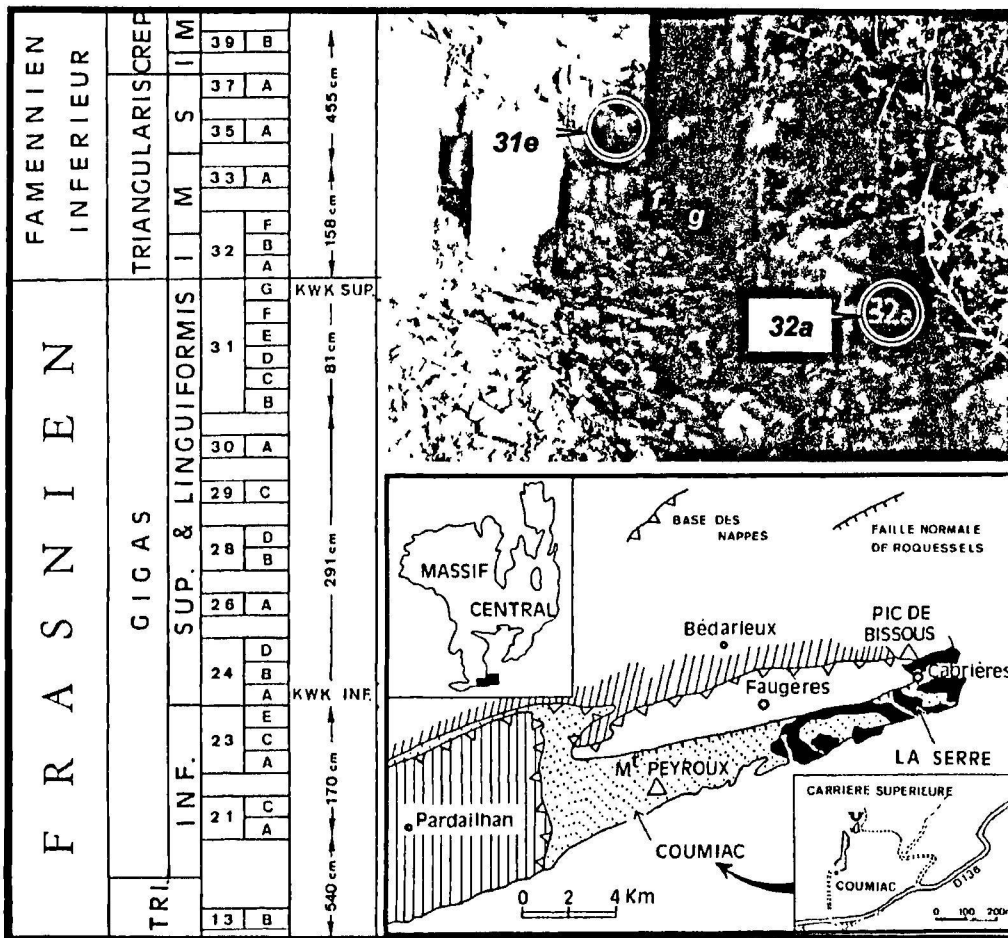 FAMENNIEN
INFERIEUR
FRASNIEN
TRIANGULARIS
CREP
GIGAS
TRI.
I M
I M S
SUP. & LINGUIFORMIS
INF.
39 B
37 A
35 A
33 A
32 F
B
A
31 G
F
E
D
C
B
30 A
29 C
28 D
B
26 A
24 D
B
A
23 E
C
A
21 C
A
13 B
455 cm
158 cm
KWK SUP.
81 cm
291 cm
KWK INF.
170 cm
540 cm
31e
f g
32a
32a
MASSIF
CENTRAL
BASE DES
NAPPES
FAILLE NORMALE
DE ROQUESSELS
Bédarieux
PIC DE
BISSOUS
Cabrières
Faugeres
LA SERRE
Mt PEYROUX
Pardailhan
COUMIAC
0 2 4 Km
CARRIÈRE SUPERIEURE
COUMIAC
D136
0 100 200m